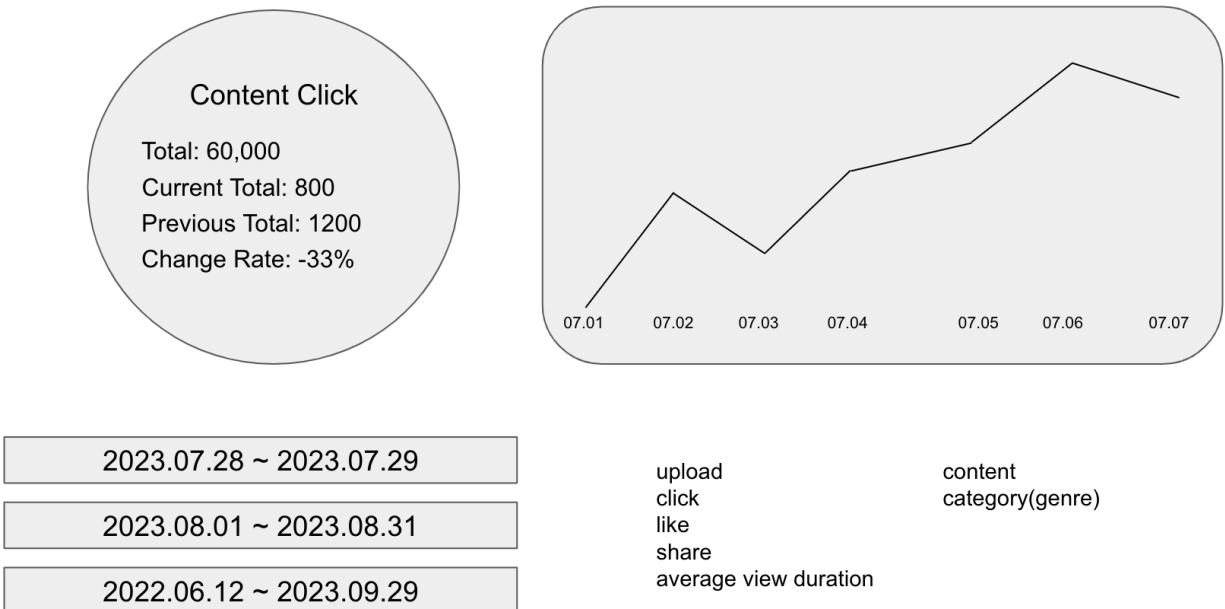 Content Click
Total: 60,000
Current Total: 800
Previous Total: 1200
Change Rate: -33%
07.01 07.02 07.03 07.04 07.05 07.06 07.07
2023.07.28 ~ 2023.07.29
2023.08.01 ~ 2023.08.31
2022.06.12 ~ 2023.09.29
upload
click
like
share
average view duration
content
category(genre)